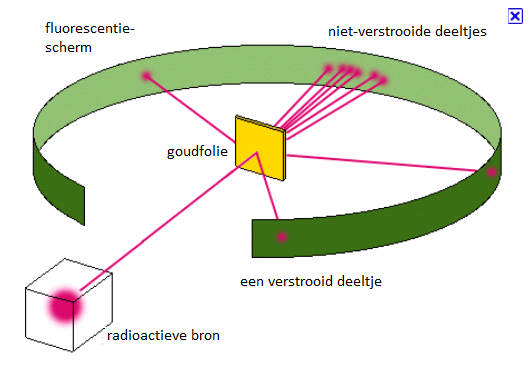 fluorescentie-
scherm
niet-verstrooide deeltjes
goudfolie
een verstrooid deeltje
radioactieve bron